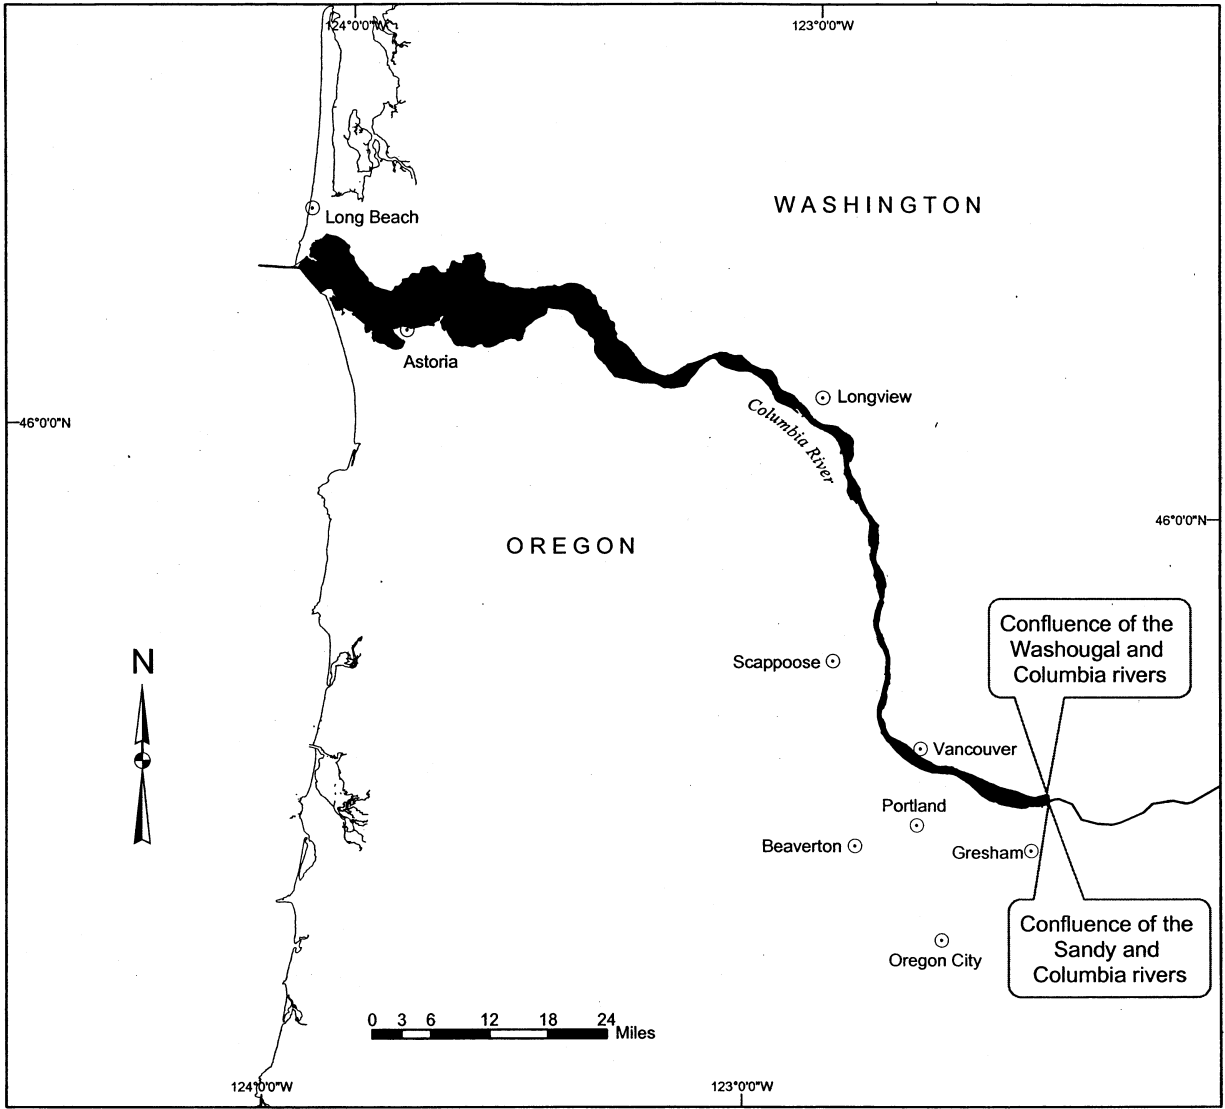 124°0'0"W
123°0'0"W
WASHINGTON
Long Beach
Astoria
Longview
Columbia River
46°0'0"N
46°0'0"N
OREGON
Confluence of the
Washougal and
Columbia rivers
N
Scappoose
Vancouver
Portland
Beaverton
Gresham
Confluence of the
Sandy and
Columbia rivers
Oregon City
0 3 6 12 18 24
Miles
124°0'0"W
123°0'0"W